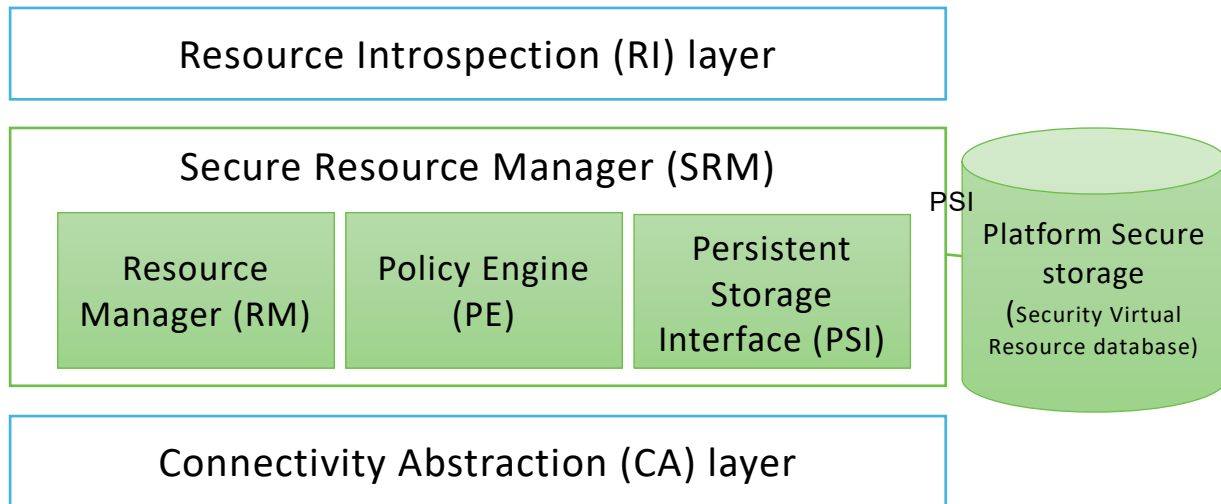 Resource Introspection (RI) layer
Secure Resource Manager (SRM)
PSI
Resource
Manager (RM)
Policy Engine
(PE)
Persistent
Storage
Interface (PSI)
Platform Secure
storage
(Security Virtual
Resource database)
Connectivity Abstraction (CA) layer